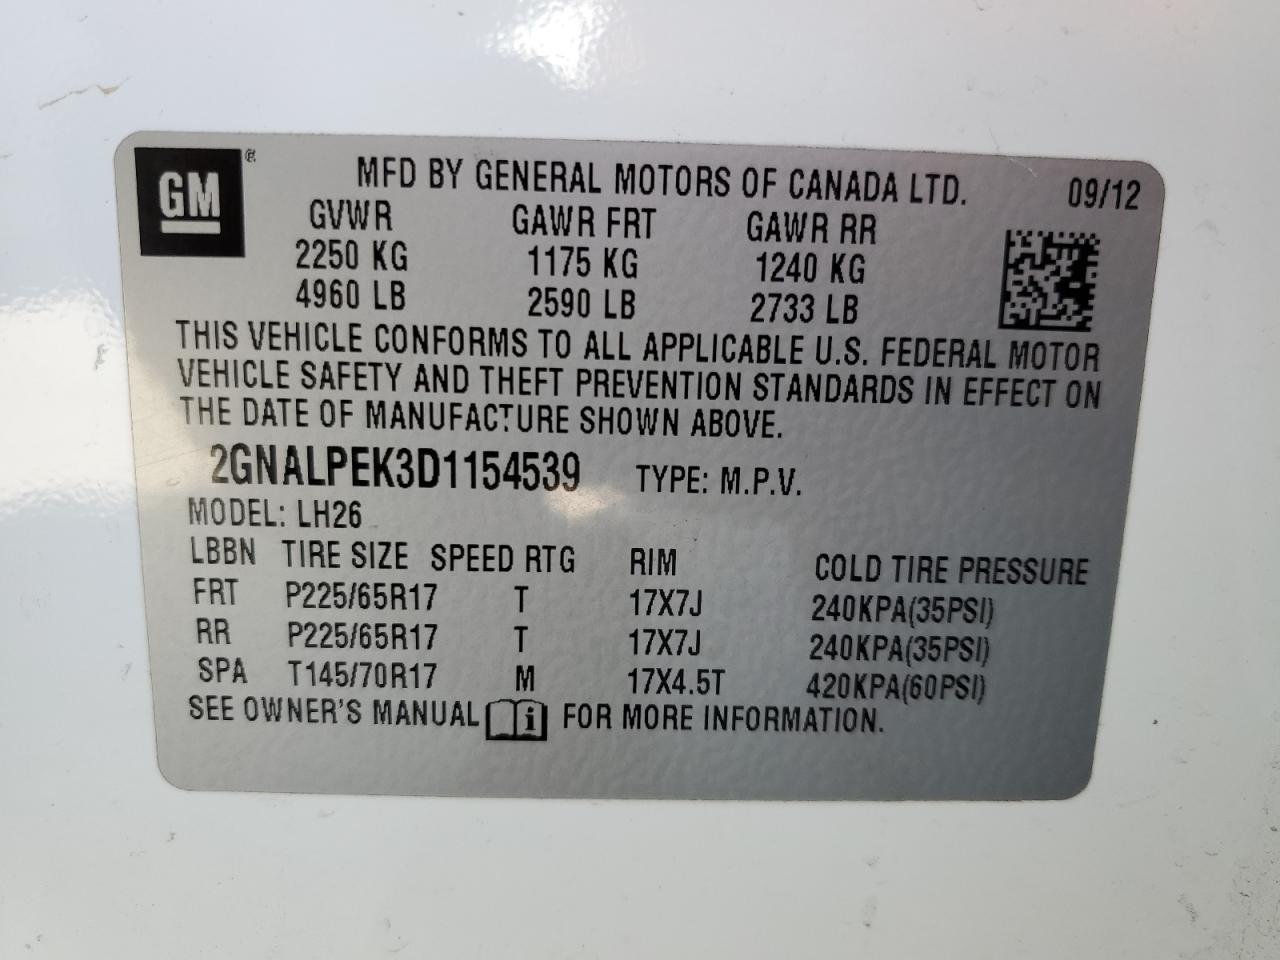 GM ®
MFD BY GENERAL MOTORS OF CANADA LTD. 09/12
GVWR GAWR FRT GAWR RR
2250 KG 1175 KG 1240 KG
4960 LB 2590 LB 2733 LB
THIS VEHICLE CONFORMS TO ALL APPLICABLE U.S. FEDERAL MOTOR
VEHICLE SAFETY AND THEFT PREVENTION STANDARDS IN EFFECT ON
THE DATE OF MANUFACTURE SHOWN ABOVE.
2GNALPEK3D1154539 TYPE: M.P.V.
MODEL: LH26
LBBN TIRE SIZE SPEED RTG RIM COLD TIRE PRESSURE
FRT P225/65R17 T 17X7J 240KPA(35PSI)
RR P225/65R17 T 17X7J 240KPA(35PSI)
SPA T145/70R17 M 17X4.5T 420KPA(60PSI)
SEE OWNER'S MANUAL i FOR MORE INFORMATION.